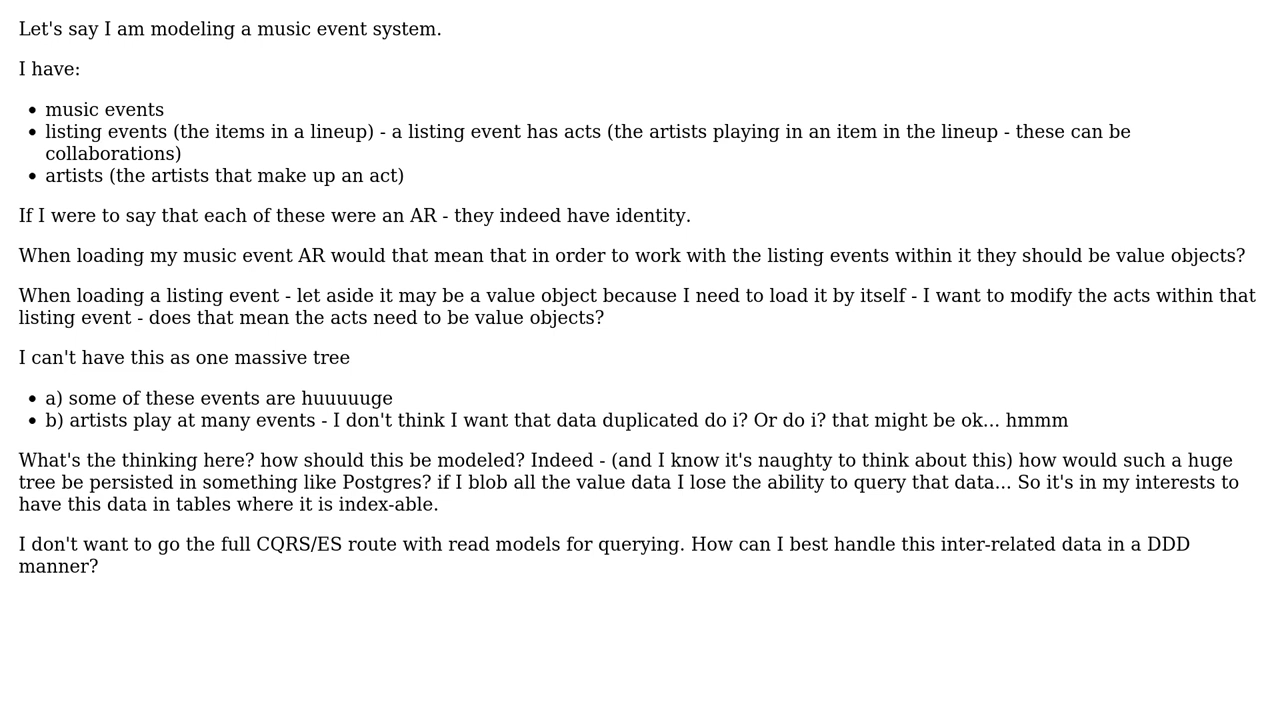 Let's say I am modeling a music event system.
I have:
• music events
• listing events (the items in a lineup) - a listing event has acts (the artists playing in an item in the lineup - these can be
collaborations)
• artists (the artists that make up an act)
If I were to say that each of these were an AR - they indeed have identity.
When loading my music event AR would that mean that in order to work with the listing events within it they should be value objects?
When loading a listing event - let aside it may be a value object because I need to load it by itself - I want to modify the acts within that
listing event - does that mean the acts need to be value objects?
I can't have this as one massive tree
• a) some of these events are huuuuuge
• b) artists play at many events - I don't think I want that data duplicated do i? Or do i? that might be ok... hmmm
What's the thinking here? how should this be modeled? Indeed - (and I know it's naughty to think about this) how would such a huge
tree be persisted in something like Postgres? if I blob all the value data I lose the ability to query that data... So it's in my interests to
have this data in tables where it is index-able.
I don't want to go the full CQRS/ES route with read models for querying. How can I best handle this inter-related data in a DDD
manner?